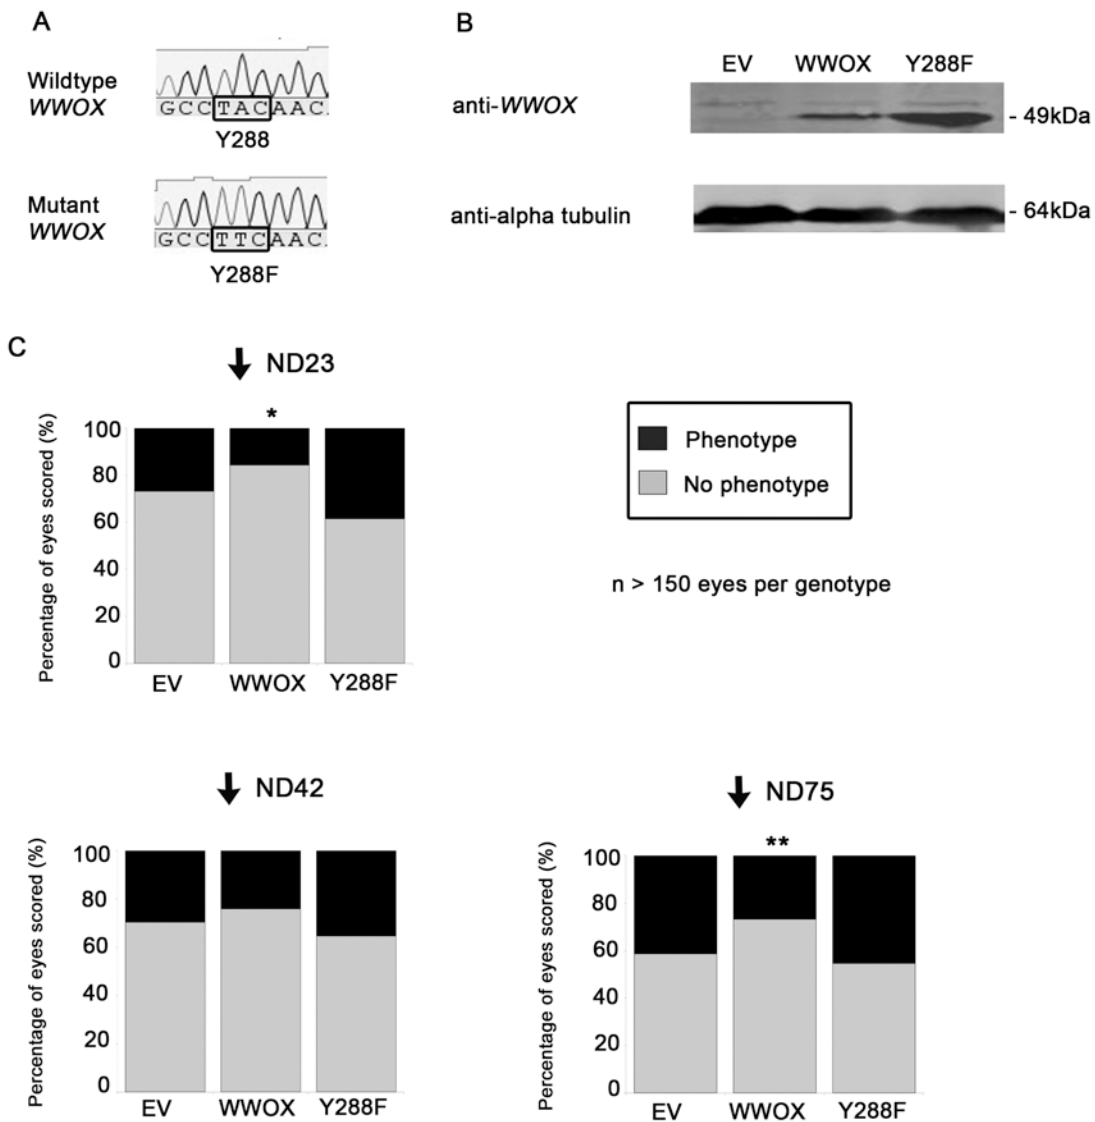 A
Wildtype
WWOX
GCCTACAAC
Y288
Mutant
WWOX
GCCTTCAAC
Y288F
B
EV WWOX Y288F
anti-WWOX
- 49kDa
anti-alpha tubulin
- 64kDa
C
↓ ND23
*
Percentage of eyes scored (%)
100
80
60
40
20
0
EV WWOX Y288F
Phenotype
No phenotype
n > 150 eyes per genotype
↓ ND42
Percentage of eyes scored (%)
100
80
60
40
20
0
EV WWOX Y288F
↓ ND75
**
Percentage of eyes scored (%)
100
80
60
40
20
0
EV WWOX Y288F